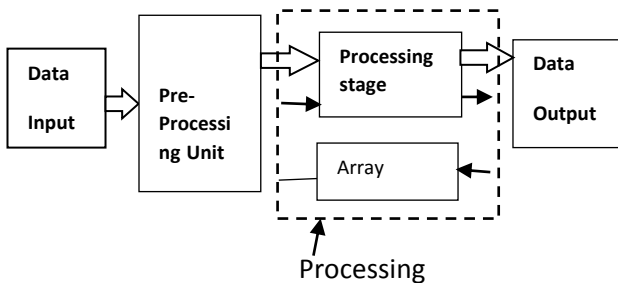 Data
Input
Pre-
Processi
ng Unit
Processing
stage
Array
Data
Output
Processing